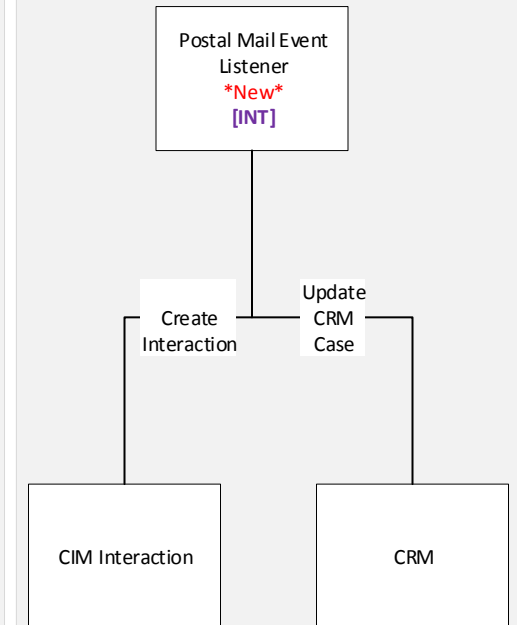 Postal Mail Event
Listener
*New*
[INT]
Create
Interaction
Update
CRM
Case
CIM Interaction
CRM